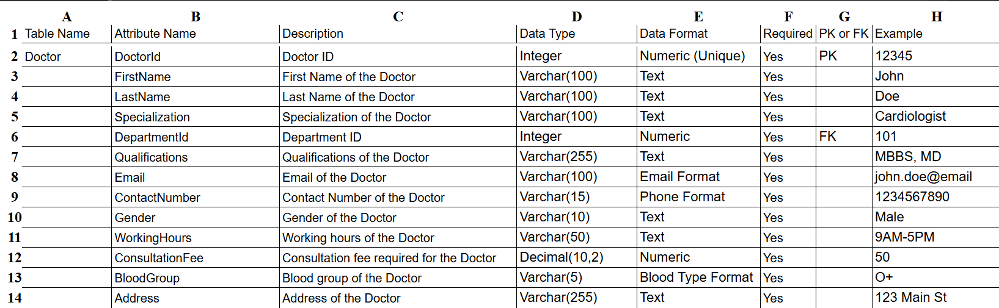 A B C D E F G H
1 Table Name Attribute Name Description Data Type Data Format Required PK or FK Example
2 Doctor DoctorId Doctor ID Integer Numeric (Unique) Yes PK 12345
3 FirstName First Name of the Doctor Varchar(100) Text Yes John
4 LastName Last Name of the Doctor Varchar(100) Text Yes Doe
5 Specialization Specialization of the Doctor Varchar(100) Text Yes Cardiologist
6 DepartmentId Department ID Integer Numeric Yes FK 101
7 Qualifications Qualifications of the Doctor Varchar(255) Text Yes MBBS, MD
8 Email Email of the Doctor Varchar(100) Email Format Yes john.doe@email
9 ContactNumber Contact Number of the Doctor Varchar(15) Phone Format Yes 1234567890
10 Gender Gender of the Doctor Varchar(10) Text Yes Male
11 WorkingHours Working hours of the Doctor Varchar(50) Text Yes 9AM-5PM
12 ConsultationFee Consultation fee required for the Doctor Decimal(10,2) Numeric Yes 50
13 BloodGroup Blood group of the Doctor Varchar(5) Blood Type Format Yes O+
14 Address Address of the Doctor Varchar(255) Text Yes 123 Main St